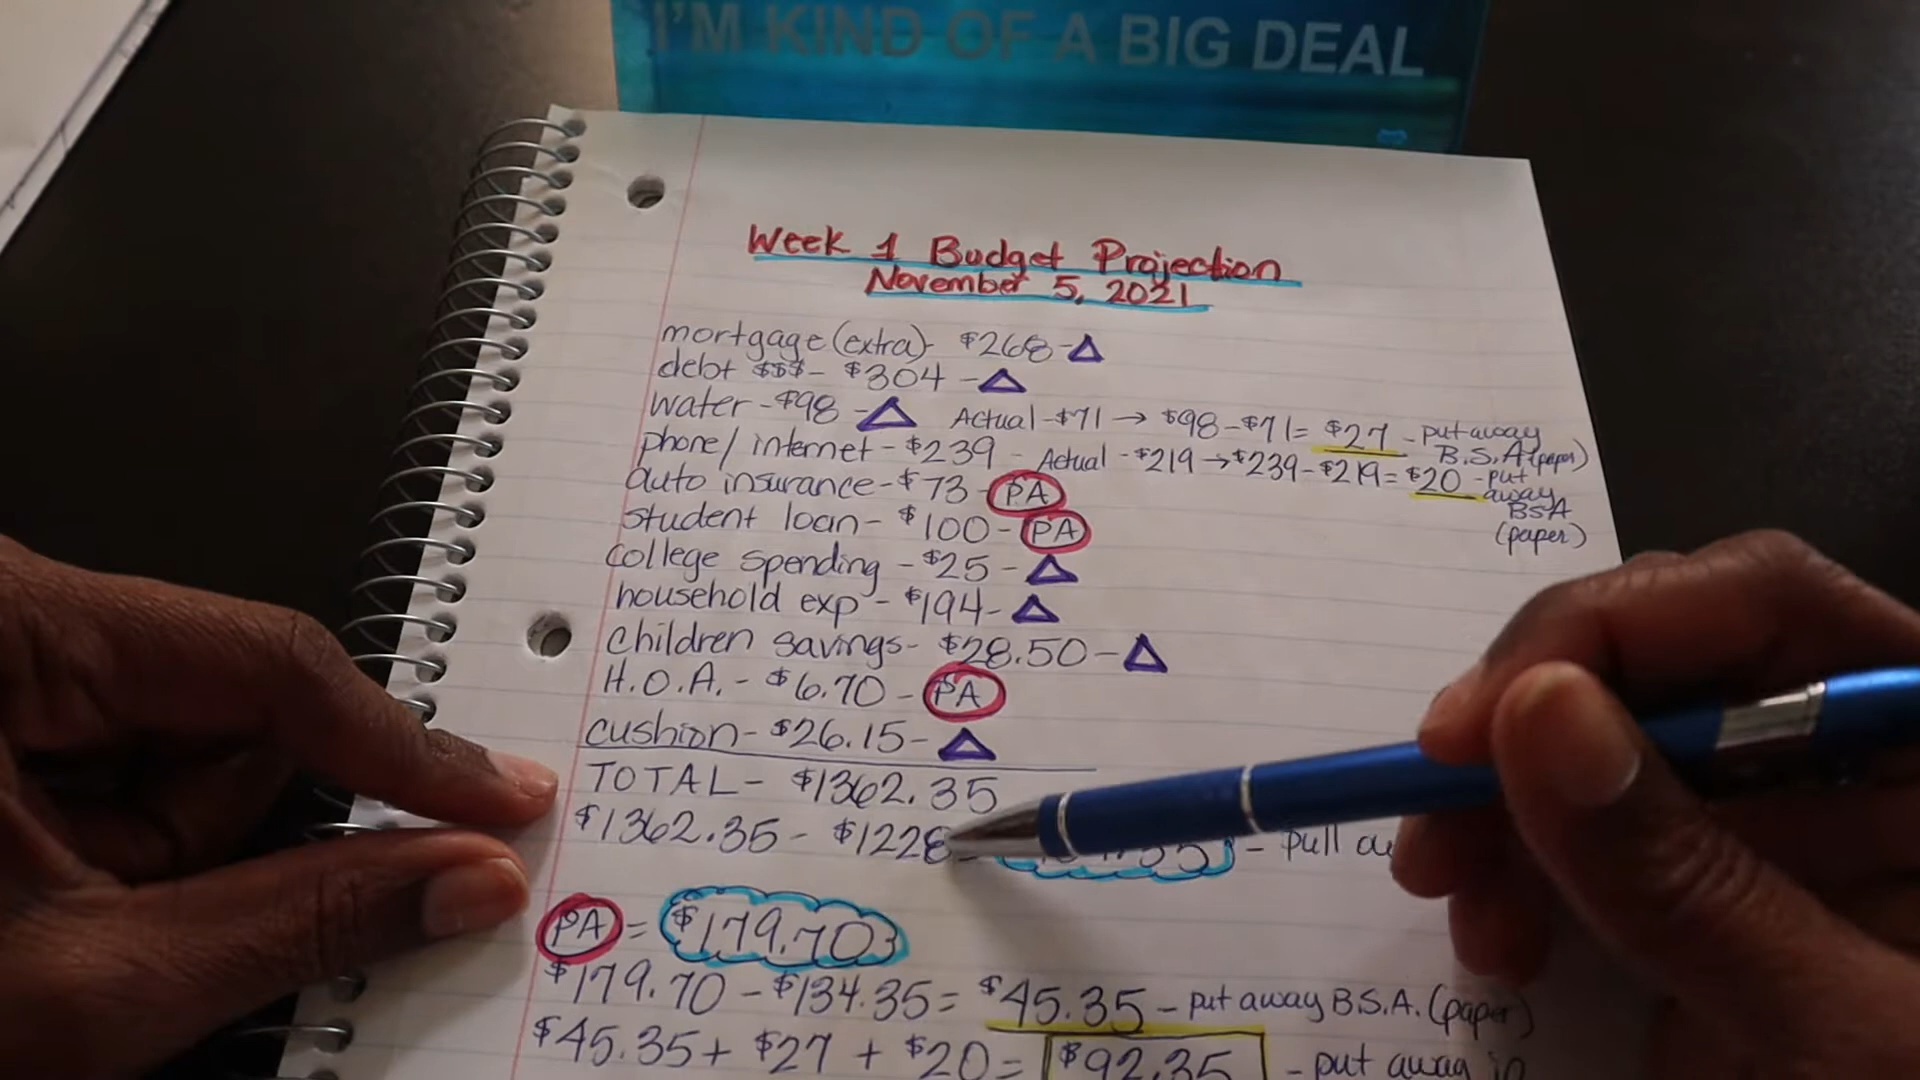 I'M KIND OF A BIG DEAL
Week 1 Budget Projection
November 5, 2021
mortgage (extra)- $268-△
debt $$$- $304 -△
water-$98 -△ Actual-$71 → $98-$71= $27 - put away B.S.A (paper)
phone/internet-$239 - Actual -$219 →$239-$219=$20 -put away BSA (paper)
auto insurance-$73- PA
student loan- $100- PA
college spending -$25 -△
household exp - $194-△
children savings- $28.50-△
H.O.A.- $6.70- PA
cushion- $26.15-△
TOTAL- $1362.35
$1362.35- $1228 - pull
PA = $179.70
$179.70 - $134.35= $45.35- put away B.S.A. (paper)
$45.35+ $27 + $20= $92.35 - put away in